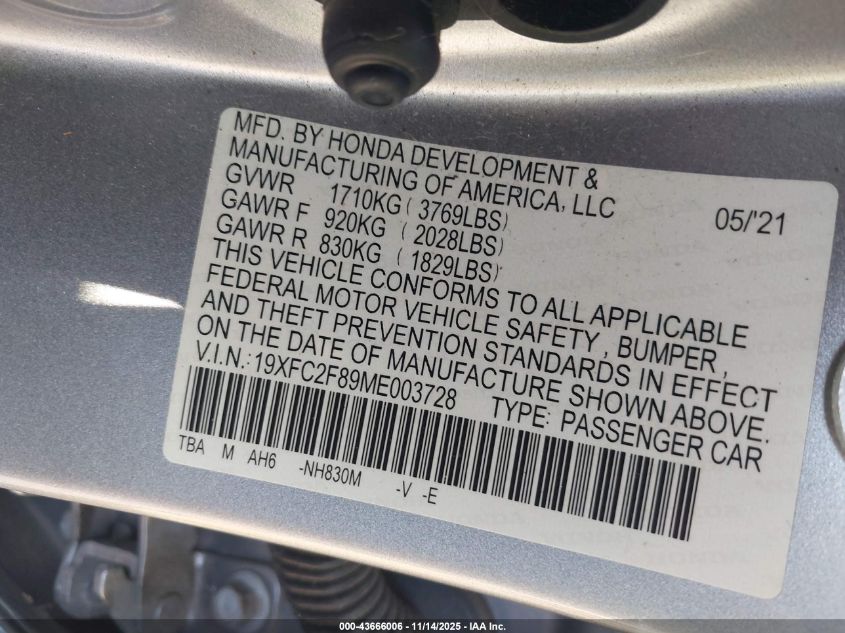 MFD. BY HONDA DEVELOPMENT &
MANUFACTURING OF AMERICA, LLC
GVWR 1710KG ( 3769LBS) 05/'21
GAWR F 920KG ( 2028LBS)
GAWR R 830KG ( 1829LBS)
THIS VEHICLE CONFORMS TO ALL APPLICABLE
FEDERAL MOTOR VEHICLE SAFETY, BUMPER,
AND THEFT PREVENTION STANDARDS IN EFFECT
ON THE DATE OF MANUFACTURE SHOWN ABOVE.
V.I.N.:19XFC2F89ME003728 TYPE: PASSENGER CAR
TBA M AH6 -NH830M -V -E
000-43666006 - 11/14/2025 - IAA Inc.